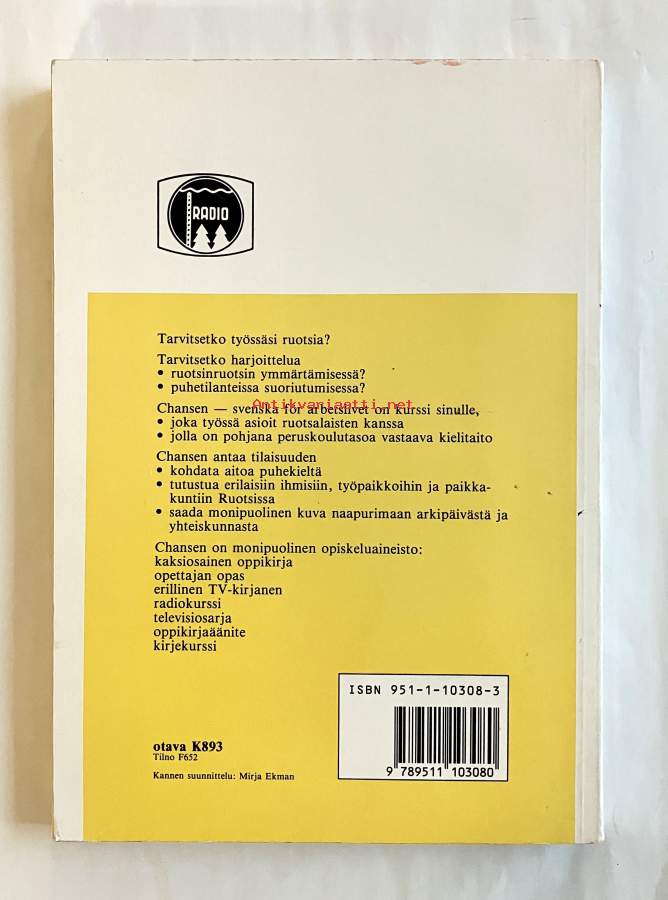 RADIO
Tarvitsetko työssäsi ruotsia?
Tarvitsetko harjoittelua
• ruotsinruotsin ymmärtämisessä?
• puhetilanteissa suoriutumisessa?
Antikvariaatti.net
Chansen — svenska för arbetslivet on kurssi sinulle,
• joka työssä asioit ruotsalaisten kanssa
• jolla on pohjana peruskoulutasoa vastaava kielitaito
Chansen antaa tilaisuuden
• kohdata aitoa puhekieltä
• tutustua erilaisiin ihmisiin, työpaikkoihin ja paikka-
kuntiin Ruotsissa
• saada monipuolinen kuva naapurimaan arkipäivästä ja
yhteiskunnasta
Chansen on monipuolinen opiskeluaineisto:
kaksiosainen oppikirja
opettajan opas
erillinen TV-kirjanen
radiokurssi
televisiosarja
oppikirjaäänite
kirjekurssi
ISBN 951-1-10308-3
9 789511 103080
otava K893
Tilno F652
Kannen suunnittelu: Mirja Ekman